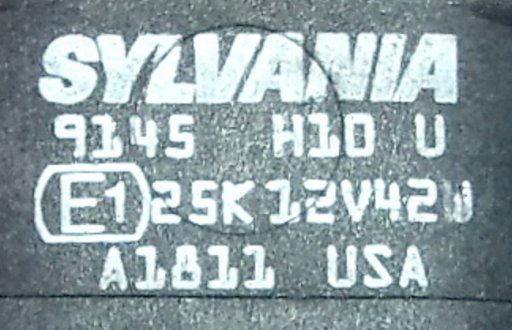 SYLVANIA
9145 H10 U
E1 25K 12V42W
A1811 USA